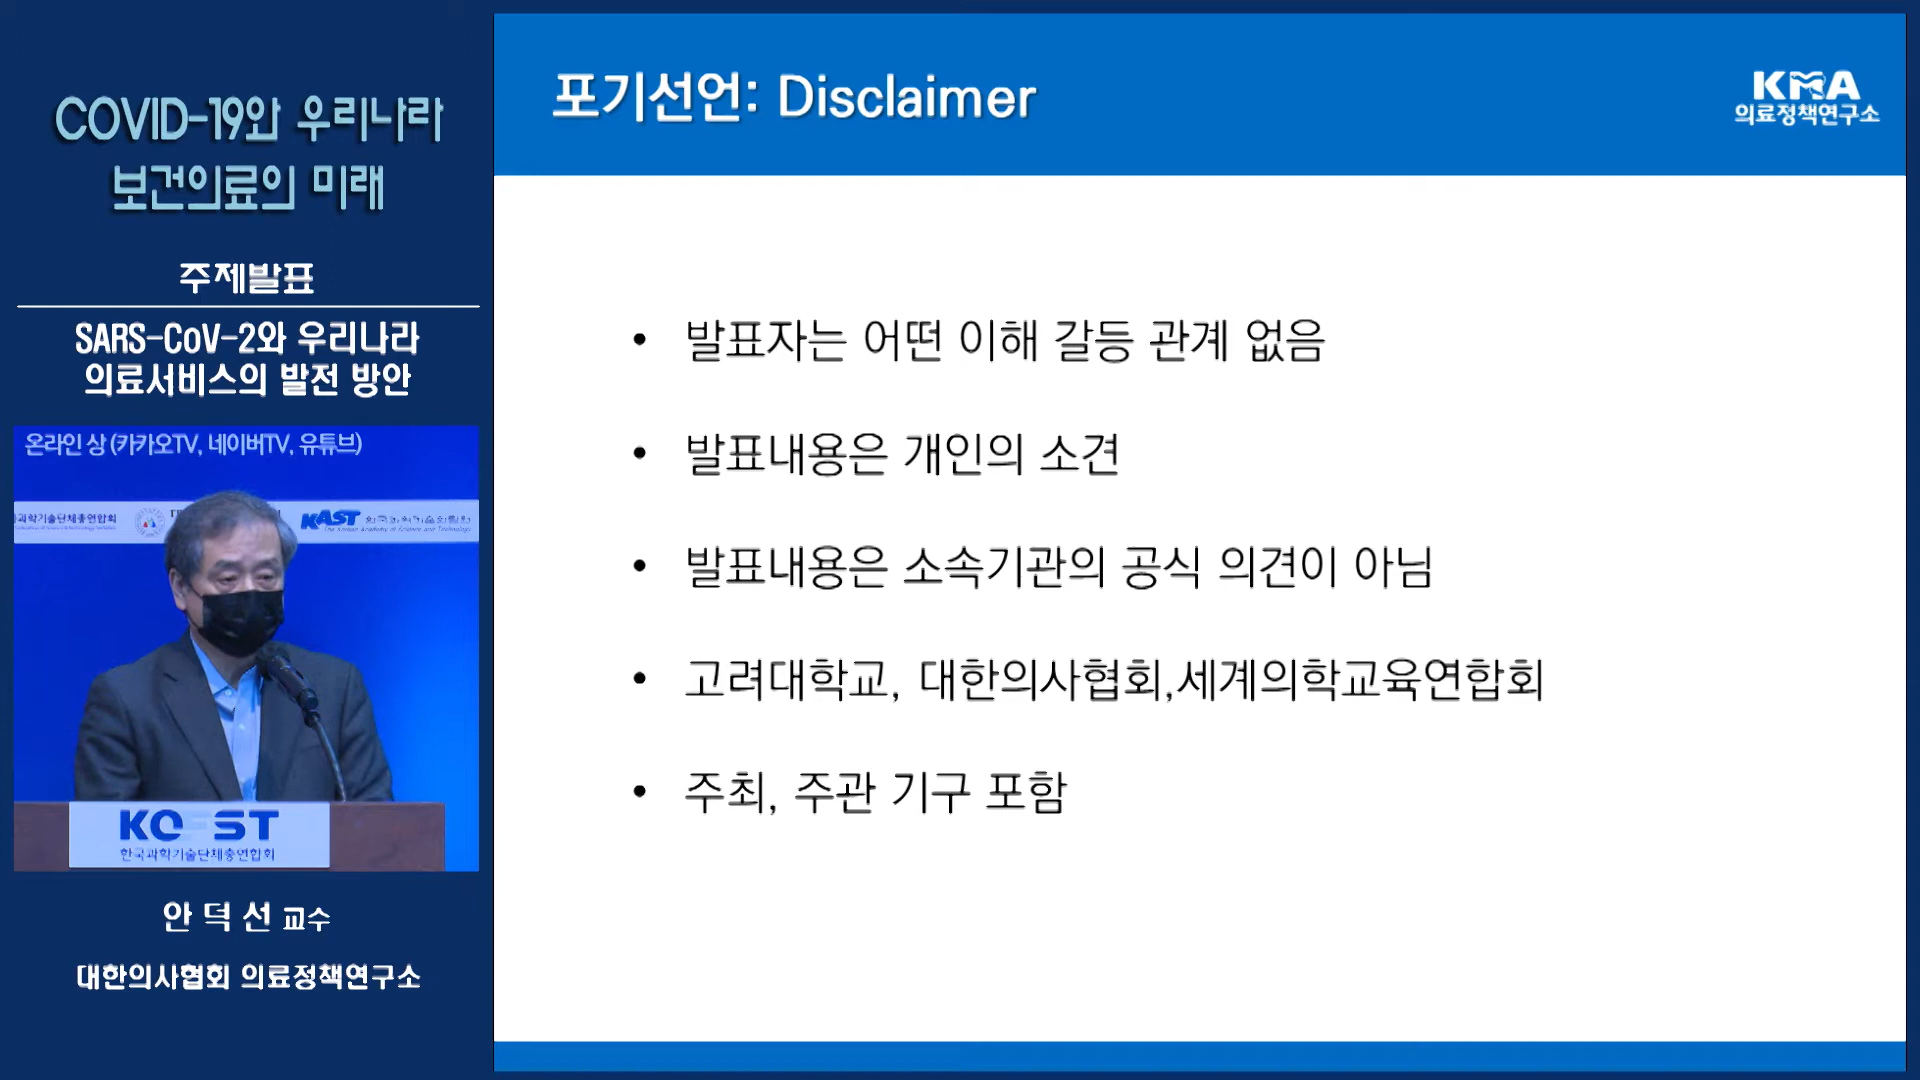 COVID-19와 우리나라
보건의료의 미래
주제발표
SARS-CoV-2와 우리나라
의료서비스의 발전 방안
온라인 상 (카카오TV, 네이버TV, 유튜브)
과학기술단체총연합회
KAST 한국과학기술한림원
The Korean Academy of Science and Technology
KOFST
한국과학기술단체총연합회
안 덕 선 교수
대한의사협회 의료정책연구소
포기선언: Disclaimer
KMA
의료정책연구소
• 발표자는 어떤 이해 갈등 관계 없음
• 발표내용은 개인의 소견
• 발표내용은 소속기관의 공식 의견이 아님
• 고려대학교, 대한의사협회,세계의학교육연합회
• 주최, 주관 기구 포함